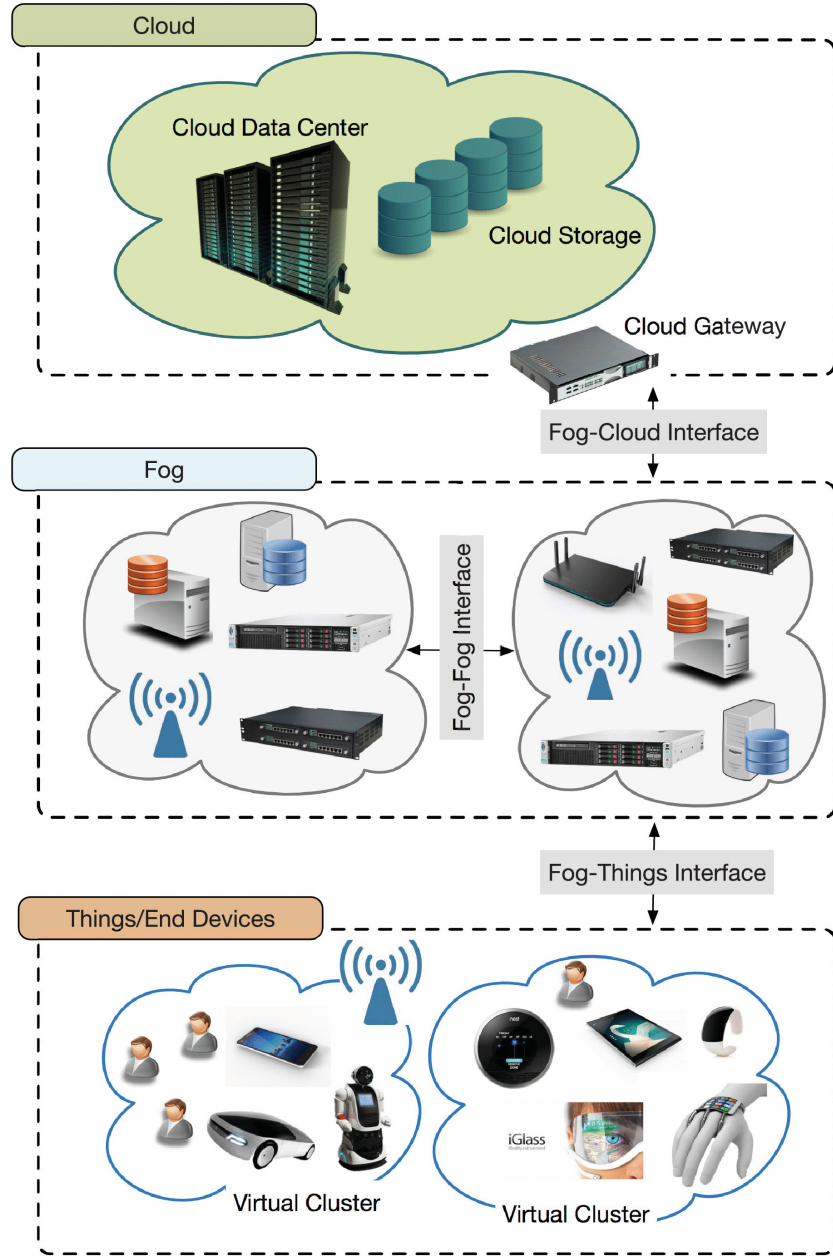 Cloud
Cloud Data Center
Cloud Storage
Cloud Gateway
Fog-Cloud Interface
Fog
Fog-Fog Interface
Fog-Things Interface
Things/End Devices
nest
iGlass
Virtual Cluster
Virtual Cluster